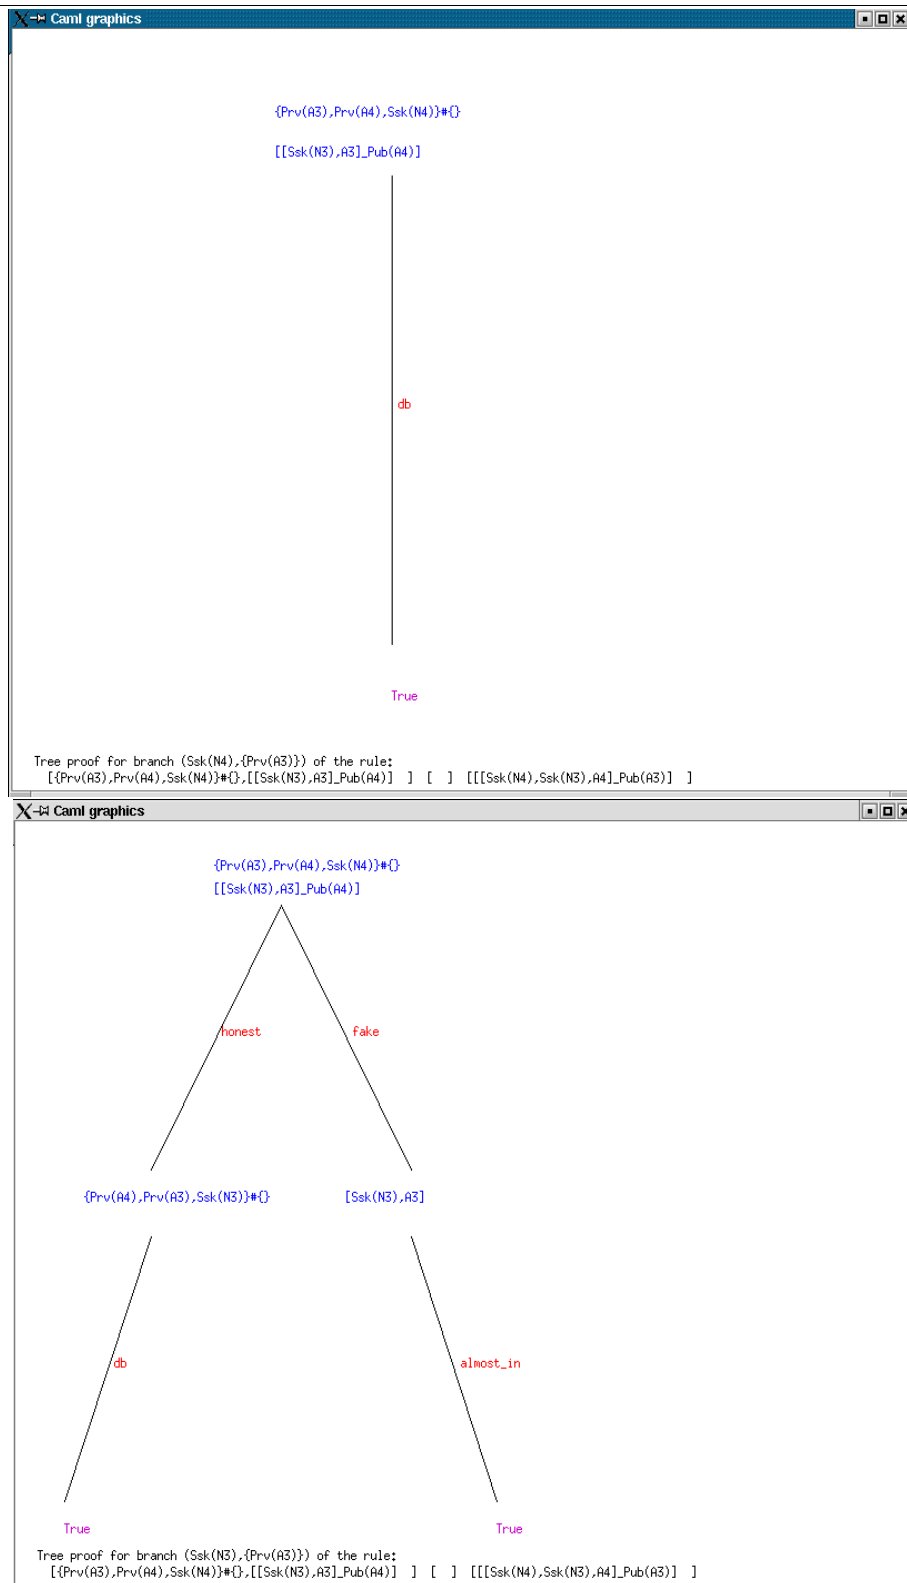 Caml graphics
{Prv(A3),Prv(A4),Ssk(N4)}#{}
[[Ssk(N3),A3]_Pub(A4)]
db
True
Tree proof for branch (Ssk(N4),{Prv(A3)}) of the rule:
[{Prv(A3),Prv(A4),Ssk(N4)}#{},[[Ssk(N3),A3]_Pub(A4)] ] [ ] [[[Ssk(N4),Ssk(N3),A4]_Pub(A3)] ]
Caml graphics
{Prv(A3),Prv(A4),Ssk(N4)}#{}
[[Ssk(N3),A3]_Pub(A4)]
honest fake
{Prv(A4),Prv(A3),Ssk(N3)}#{} [Ssk(N3),A3]
db almost_in
True True
Tree proof for branch (Ssk(N3),{Prv(A3)}) of the rule:
[{Prv(A3),Prv(A4),Ssk(N4)}#{},[[Ssk(N3),A3]_Pub(A4)] ] [ ] [[[Ssk(N4),Ssk(N3),A4]_Pub(A3)] ]